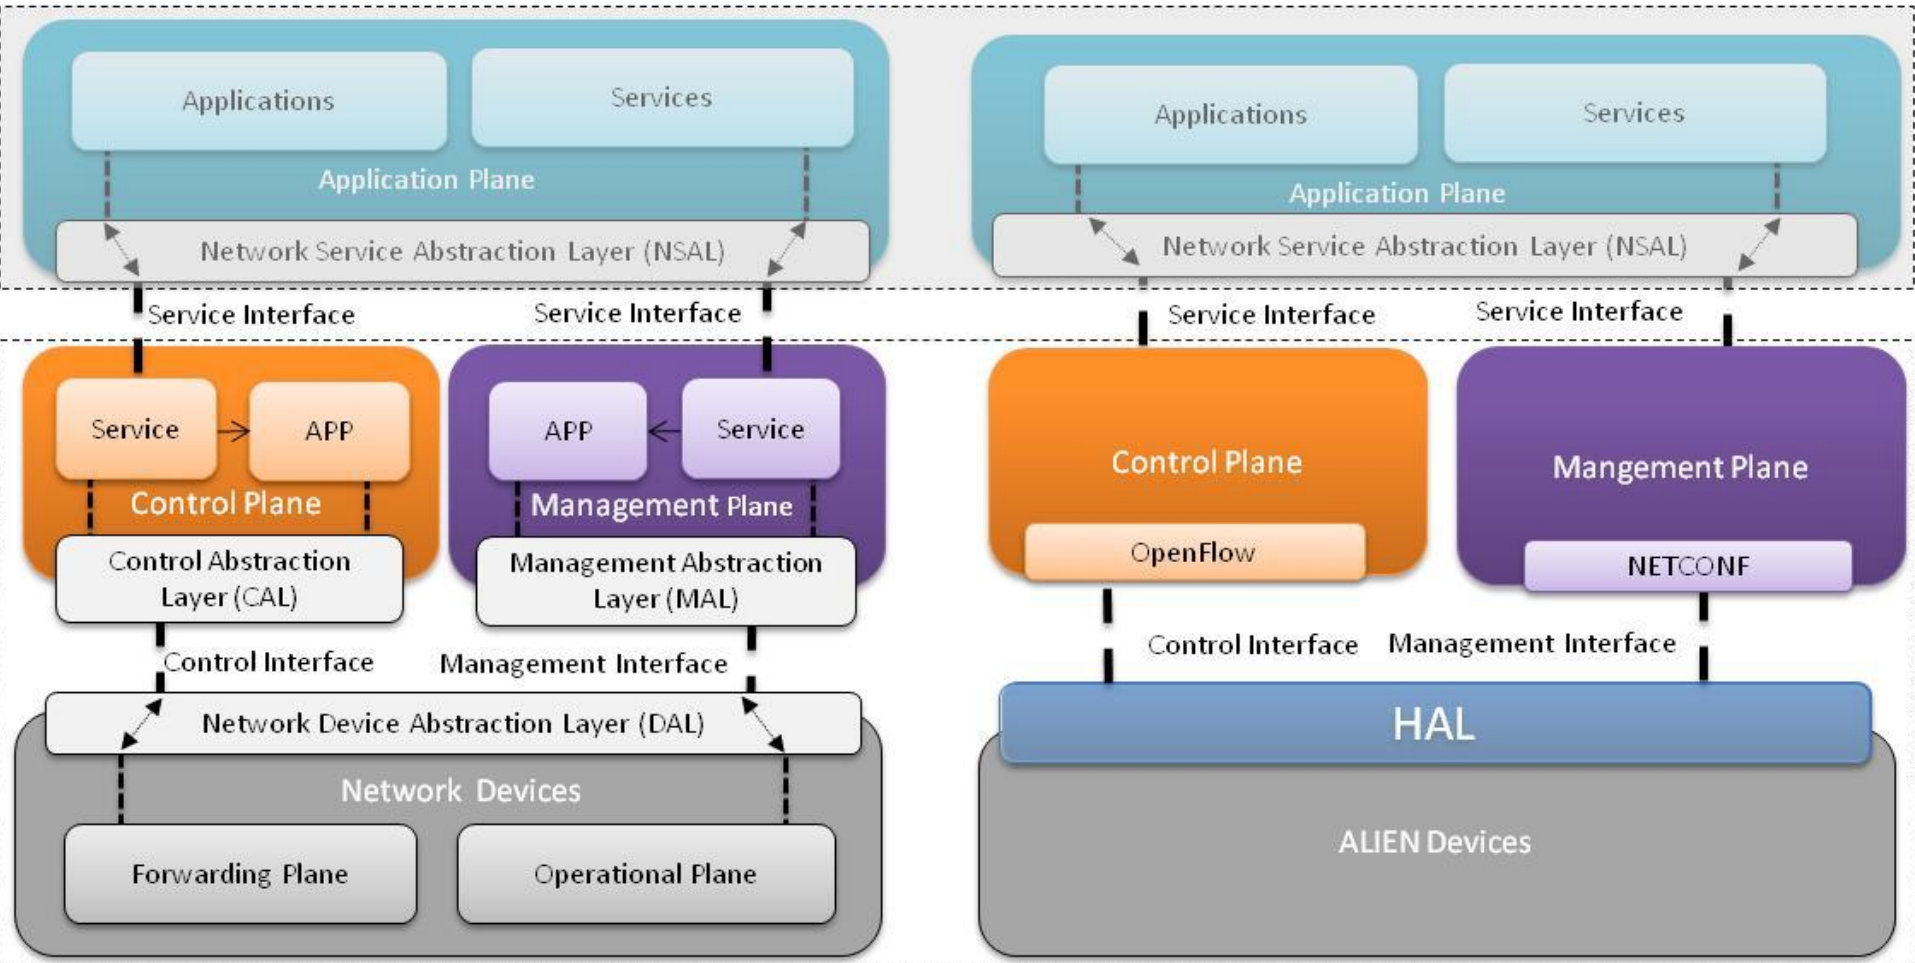 Applications
Services
Application Plane
Network Service Abstraction Layer (NSAL)
Service Interface
Service Interface
Service
APP
Control Plane
Control Abstraction
Layer (CAL)
APP
Service
Management Plane
Management Abstraction
Layer (MAL)
Control Interface
Management Interface
Network Device Abstraction Layer (DAL)
Network Devices
Forwarding Plane
Operational Plane
Applications
Services
Application Plane
Network Service Abstraction Layer (NSAL)
Service Interface
Service Interface
Control Plane
OpenFlow
Mangement Plane
NETCONF
Control Interface
Management Interface
HAL
ALIEN Devices